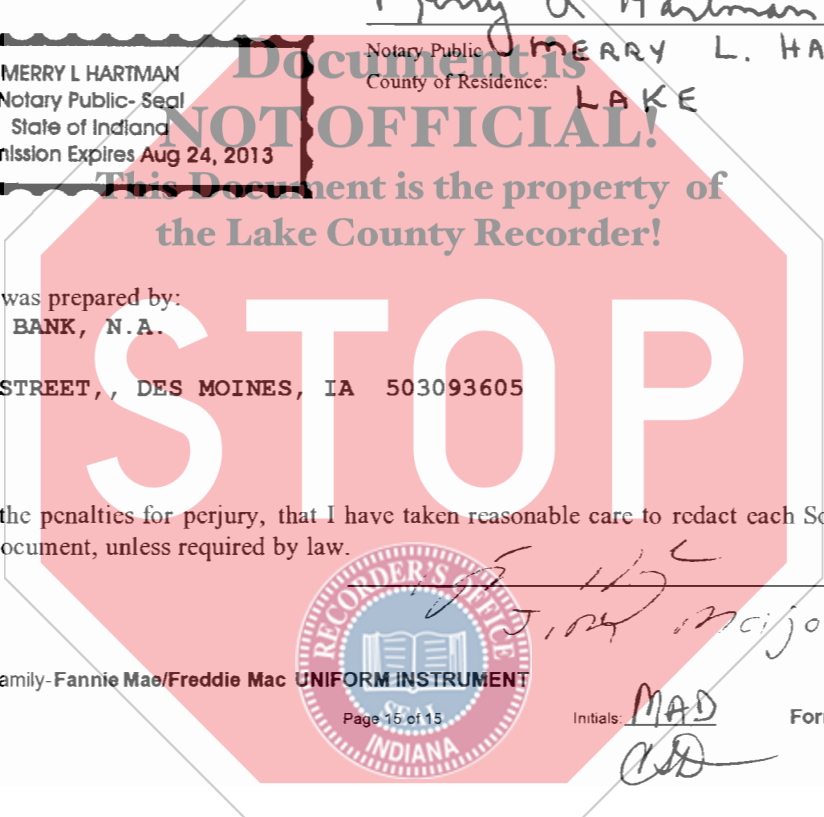 Merry L Hartman
Notary Public MERRY L. HA
County of Residence:
LAKE
MERRY L HARTMAN
Notary Public- Seal
State of Indiana
mission Expires Aug 24, 2013
Document is
NOT OFFICIAL!
This Document is the property of
the Lake County Recorder!
was prepared by:
BANK, N.A.
STREET,, DES MOINES, IA 503093605
STOP
the penalties for perjury, that I have taken reasonable care to redact each So
ocument, unless required by law.
RECORDER'S OFFICE
SEAL
INDIANA
amily-Fannie Mae/Freddie Mac UNIFORM INSTRUMENT
Page 15 of 15
Initials: MAD
For